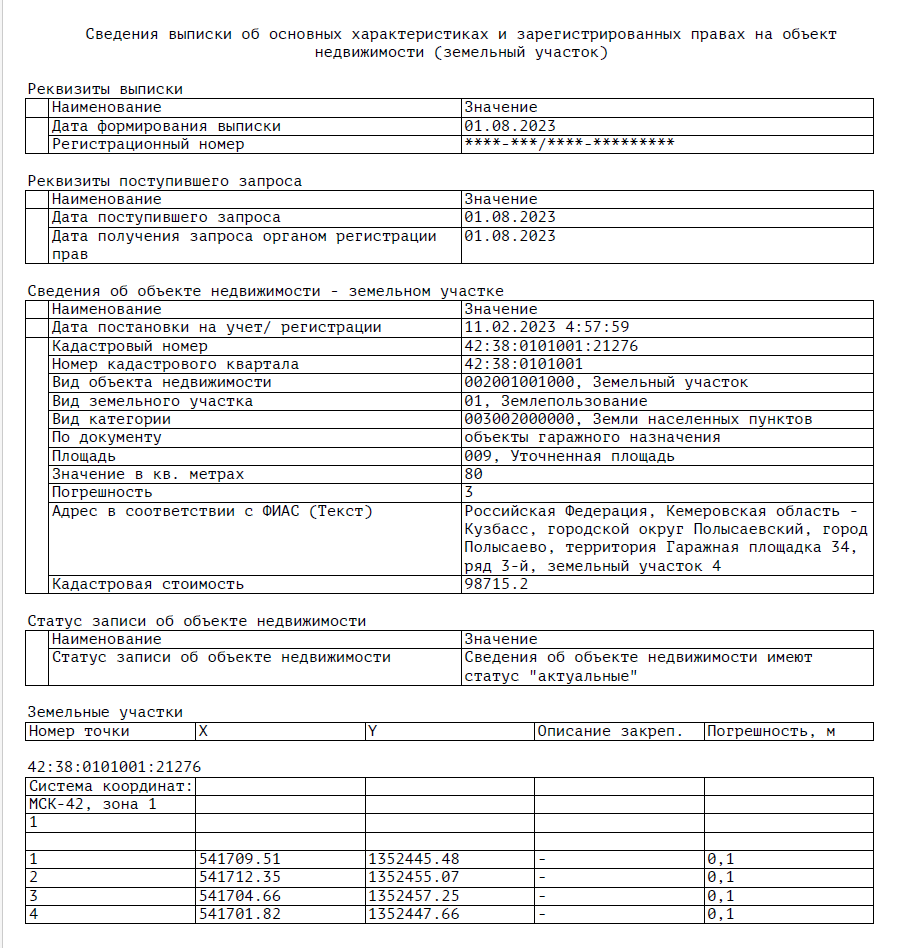 Сведения выписки об основных характеристиках и зарегистрированных правах на объект
недвижимости (земельный участок)
Реквизиты выписки
Наименование Значение
Дата формирования выписки 01.08.2023
Регистрационный номер ****-***/****-*********
Реквизиты поступившего запроса
Наименование Значение
Дата поступившего запроса 01.08.2023
Дата получения запроса органом регистрации 01.08.2023
прав
Сведения об объекте недвижимости - земельном участке
Наименование Значение
Дата постановки на учет/ регистрации 11.02.2023 4:57:59
Кадастровый номер 42:38:0101001:21276
Номер кадастрового квартала 42:38:0101001
Вид объекта недвижимости 002001001000, Земельный участок
Вид земельного участка 01, Землепользование
Вид категории 003002000000, Земли населенных пунктов
По документу объекты гаражного назначения
Площадь 009, Уточненная площадь
Значение в кв. метрах 80
Погрешность 3
Адрес в соответствии с ФИАС (Текст) Российская Федерация, Кемеровская область -
Кузбасс, городской округ Полысаевский, город
Полысаево, территория Гаражная площадка 34,
ряд 3-й, земельный участок 4
Кадастровая стоимость 98715.2
Статус записи об объекте недвижимости
Наименование Значение
Статус записи об объекте недвижимости Сведения об объекте недвижимости имеют
статус "актуальные"
Земельные участки
Номер точки X Y Описание закреп. Погрешность, м
42:38:0101001:21276
Система координат:
МСК-42, зона 1
1
1 541709.51 1352445.48 - 0,1
2 541712.35 1352455.07 - 0,1
3 541704.66 1352457.25 - 0,1
4 541701.82 1352447.66 - 0,1